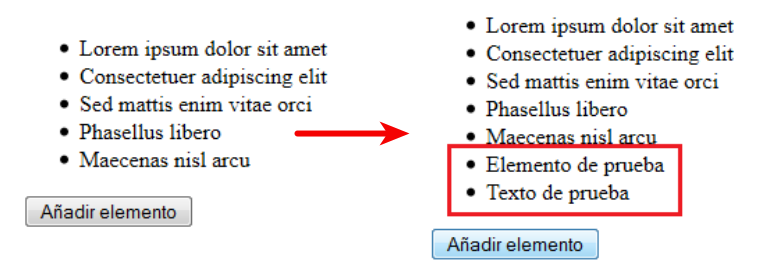 Lorem ipsum dolor sit amet
Consectetuer adipiscing elit
Sed mattis enim vitae orci
Phasellus libero
Maecenas nisl arcu
Añadir elemento
Lorem ipsum dolor sit amet
Consectetuer adipiscing elit
Sed mattis enim vitae orci
Phasellus libero
Maecenas nisl arcu
Elemento de prueba
Texto de prueba
Añadir elemento